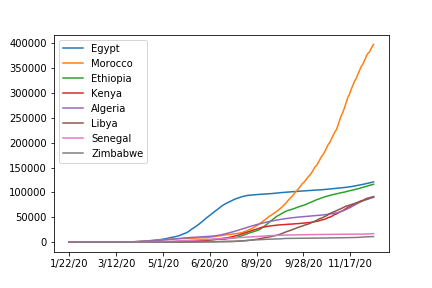 400000
350000
300000
250000
200000
150000
100000
50000
0
Egypt
Morocco
Ethiopia
Kenya
Algeria
Libya
Senegal
Zimbabwe
1/22/20 3/12/20 5/1/20 6/20/20 8/9/20 9/28/20 11/17/20